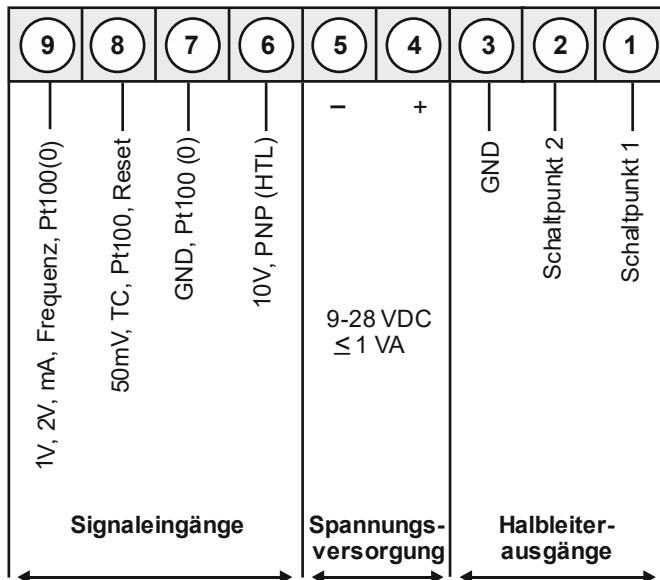 9 8 7 6 5 4 3 2 1
− +
1V, 2V, mA, Frequenz, Pt100(0)
50mV, TC, Pt100, Reset
GND, Pt100 (0)
10V, PNP (HTL)
9-28 VDC
≤ 1 VA
GND
Schaltpunkt 2
Schaltpunkt 1
Signaleingänge
Spannungs-
versorgung
Halbleiter-
ausgänge